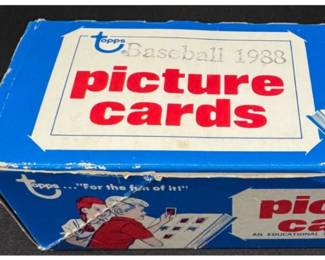 topps
Baseball 1988
picture
cards
topps... "For the fun of it!"
pic
ca
AN EDUCATIONAL